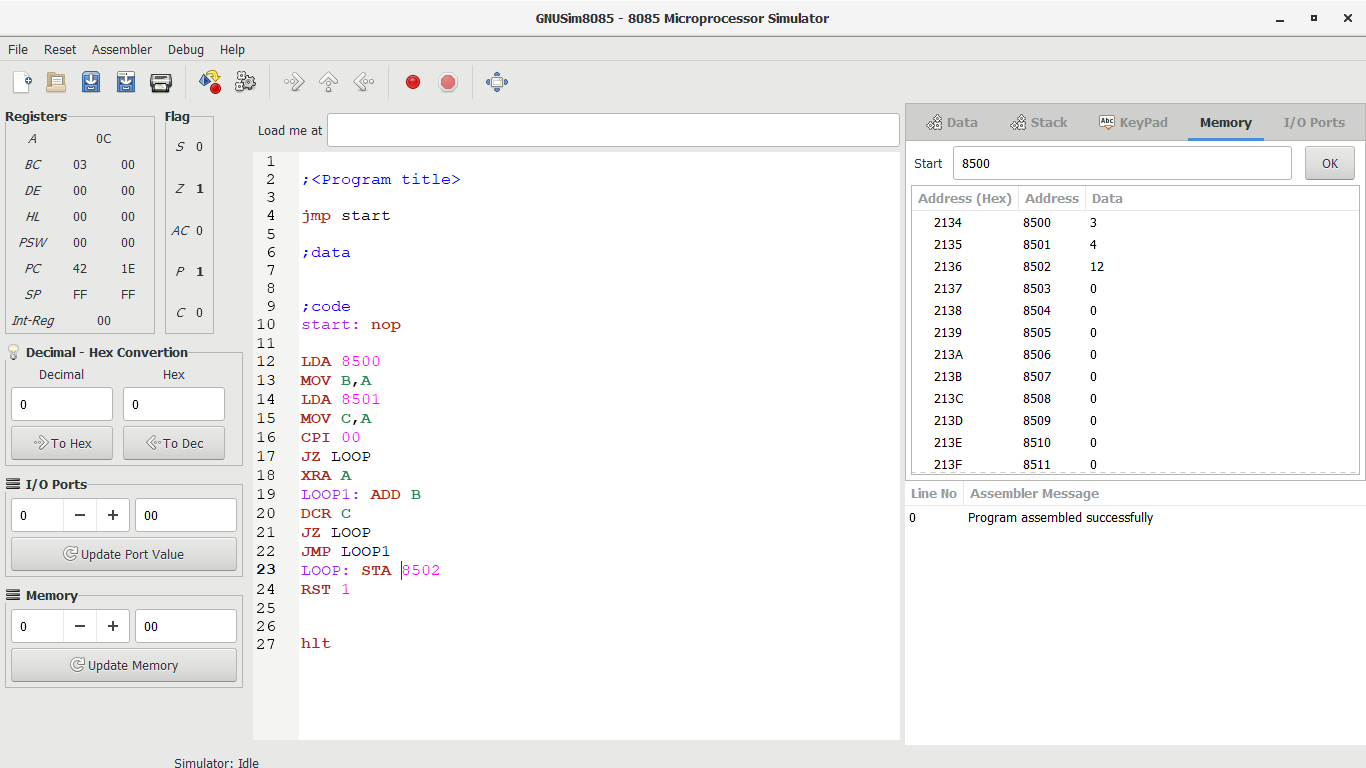 GNUSim8085 - 8085 Microprocessor Simulator
File Reset Assembler Debug Help
Registers
A 0C
BC 03 00
DE 00 00
HL 00 00
PSW 00 00
PC 42 1E
SP FF FF
Int-Reg 00
Flag
S 0
Z 1
AC 0
P 1
C 0
Decimal - Hex Convertion
Decimal Hex
0 0
To Hex To Dec
I/O Ports
0 − + 00
Update Port Value
Memory
0 − + 00
Update Memory
Load me at
1
2 ;<Program title>
3
4 jmp start
5
6 ;data
7
8
9 ;code
10 start: nop
11
12 LDA 8500
13 MOV B,A
14 LDA 8501
15 MOV C,A
16 CPI 00
17 JZ LOOP
18 XRA A
19 LOOP1: ADD B
20 DCR C
21 JZ LOOP
22 JMP LOOP1
23 LOOP: STA 8502
24 RST 1
25
26
27 hlt
Data Stack Abc KeyPad Memory I/O Ports
Start 8500 OK
Address (Hex) Address Data
2134 8500 3
2135 8501 4
2136 8502 12
2137 8503 0
2138 8504 0
2139 8505 0
213A 8506 0
213B 8507 0
213C 8508 0
213D 8509 0
213E 8510 0
213F 8511 0
Line No Assembler Message
0 Program assembled successfully
Simulator: Idle